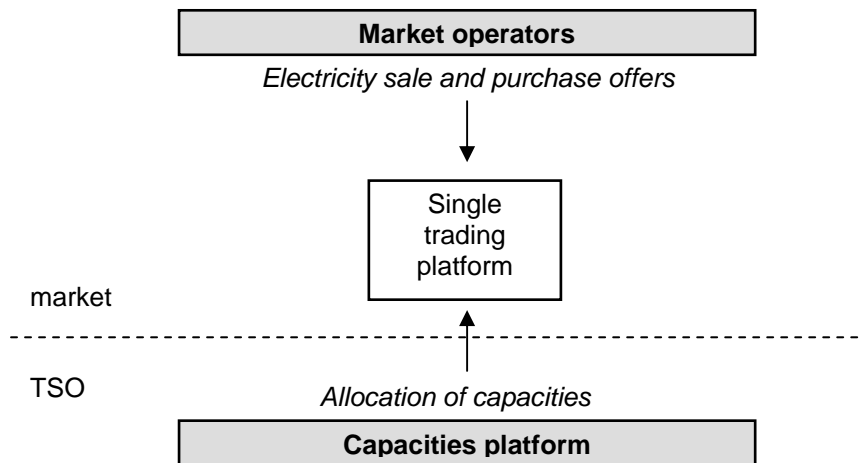 Market operators
Electricity sale and purchase offers
Single
trading
platform
market
TSO
Allocation of capacities
Capacities platform